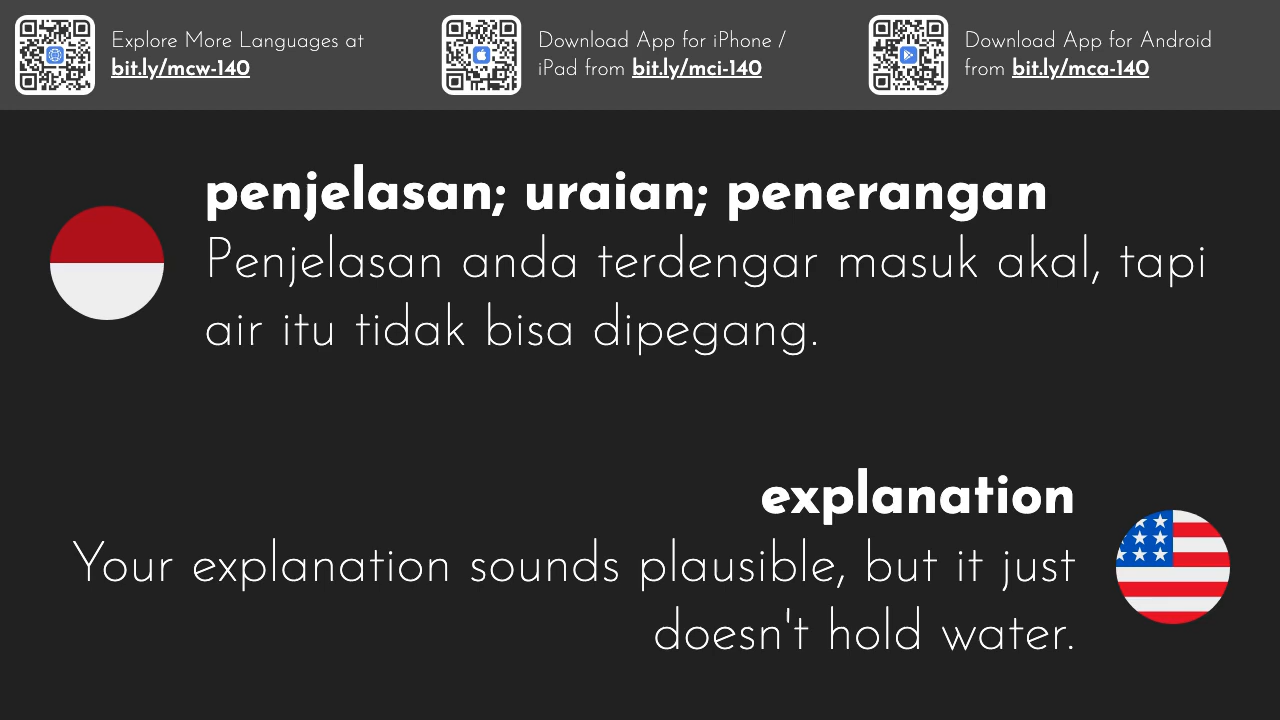 Explore More Languages at
bit.ly/mcw-140
Download App for iPhone /
iPad from bit.ly/mci-140
Download App for Android
from bit.ly/mca-140
penjelasan; uraian; penerangan
Penjelasan anda terdengar masuk akal, tapi
air itu tidak bisa dipegang.
explanation
Your explanation sounds plausible, but it just
doesn't hold water.